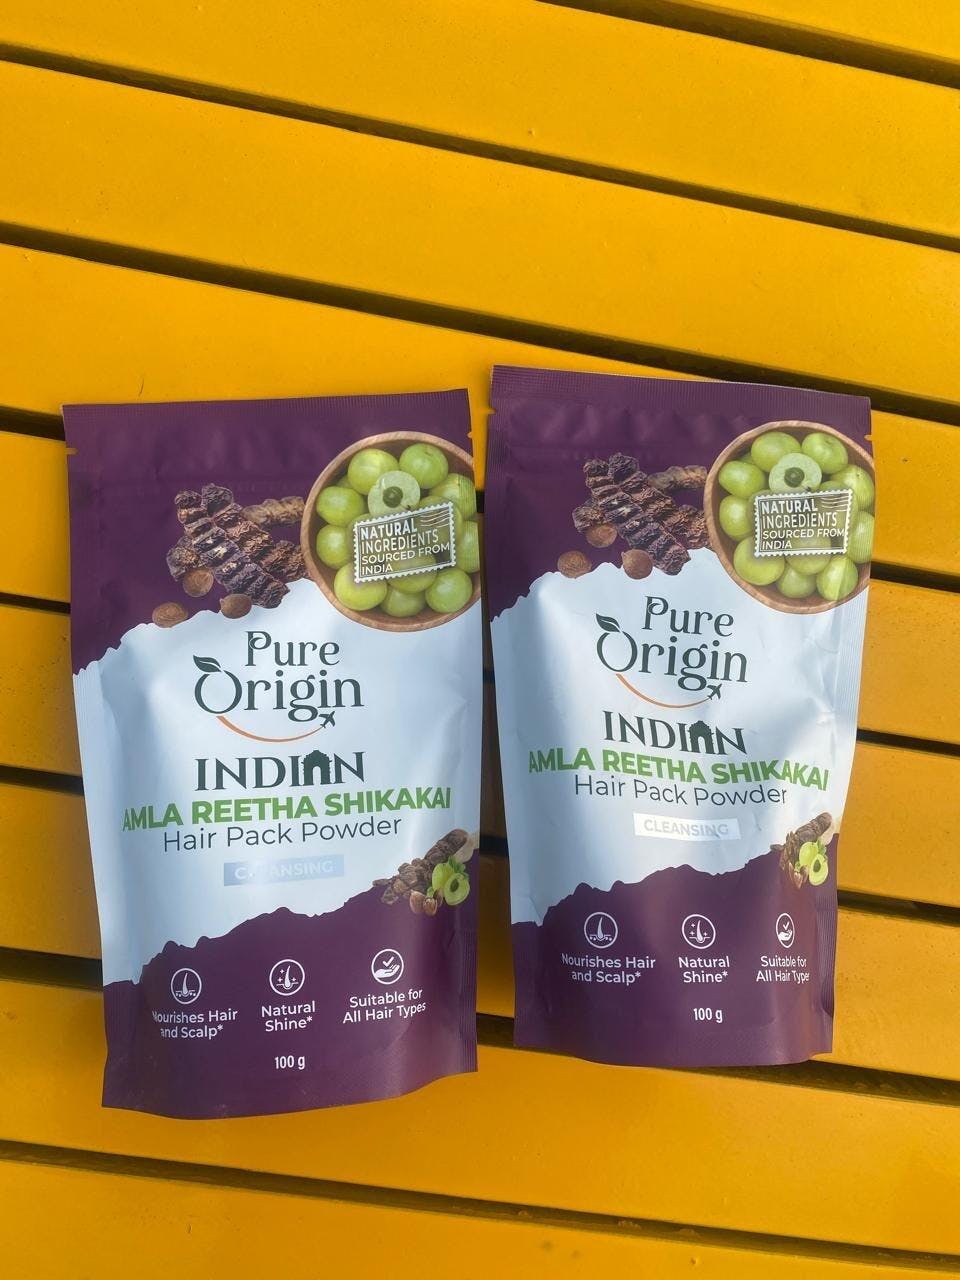 NATURAL
INGREDIENTS
SOURCED FROM
INDIA
Pure
Origin
INDIAN
AMLA REETHA SHIKAKAI
Hair Pack Powder
CLEANSING
Nourishes Hair
and Scalp*
Natural
Shine*
Suitable for
All Hair Types
100 g
NATURAL
INGREDIENTS
SOURCED FROM
INDIA
Pure
Origin
INDIAN
AMLA REETHA SHIKAKAI
Hair Pack Powder
CLEANSING
Nourishes Hair
and Scalp*
Natural
Shine*
Suitable for
All Hair Types
100 g